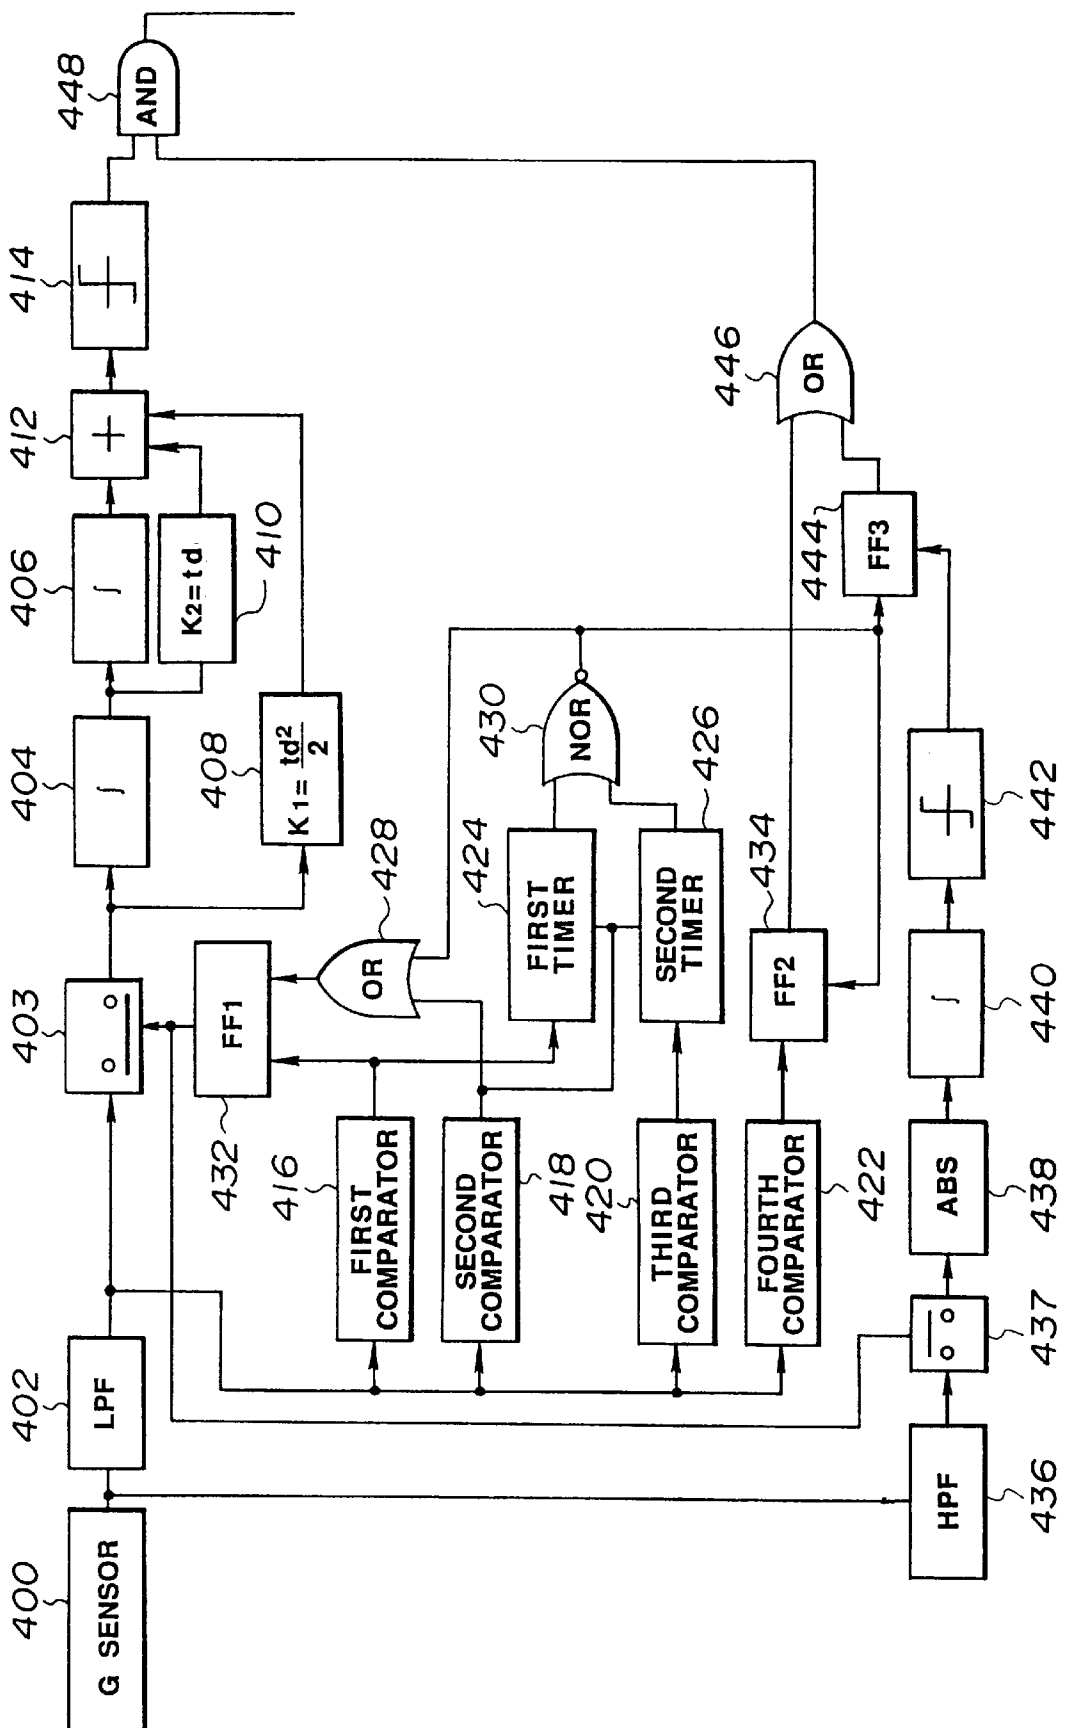 400
G SENSOR
402
LPF
403
404
∫
406
∫
412
+
414
448
AND
408
K1= td²/2
K2=td
410
432
FF1
428
OR
416
FIRST
COMPARATOR
SECOND
COMPARATOR
418
420
THIRD
COMPARATOR
FOURTH
COMPARATOR
422
424
FIRST
TIMER
SECOND
TIMER
426
430
NOR
434
FF2
444
FF3
446
OR
HPF
436
437
ABS
438
∫
440
442